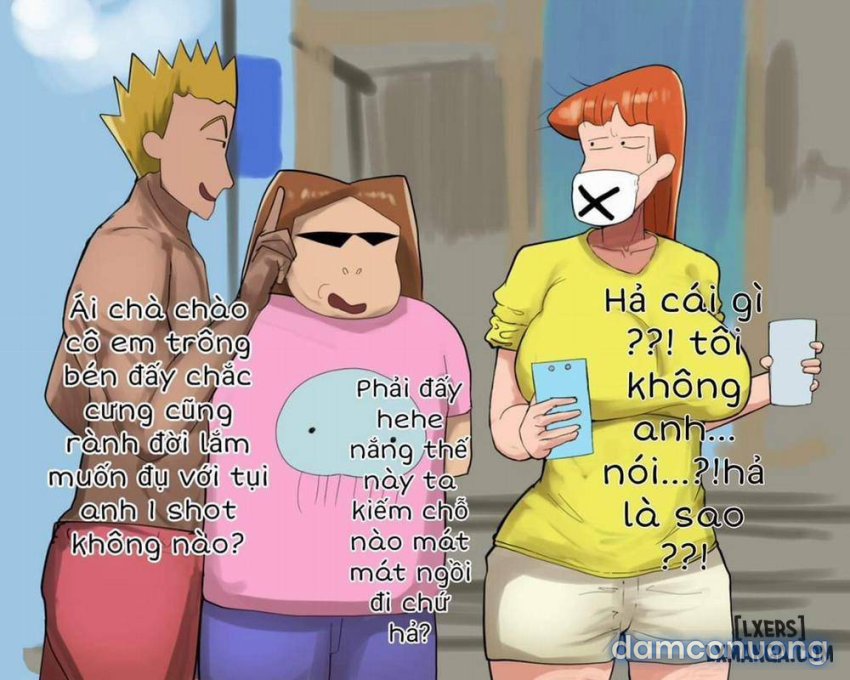 Ái chà chào
cô em trông
bén đấy chắc
cưng cũng
rành đời lắm
muốn đụ với tụi
anh 1 shot
không nào?
Phải đấy
hehe
nắng thế
này ta
kiếm chỗ
nào mát
mát ngồi
đi chứ
hả?
Hả cái gì
??! tôi
không
anh...
nói...?!hả
là sao
??!
X
[LXERS]
damconuong
LXMANGA.COM